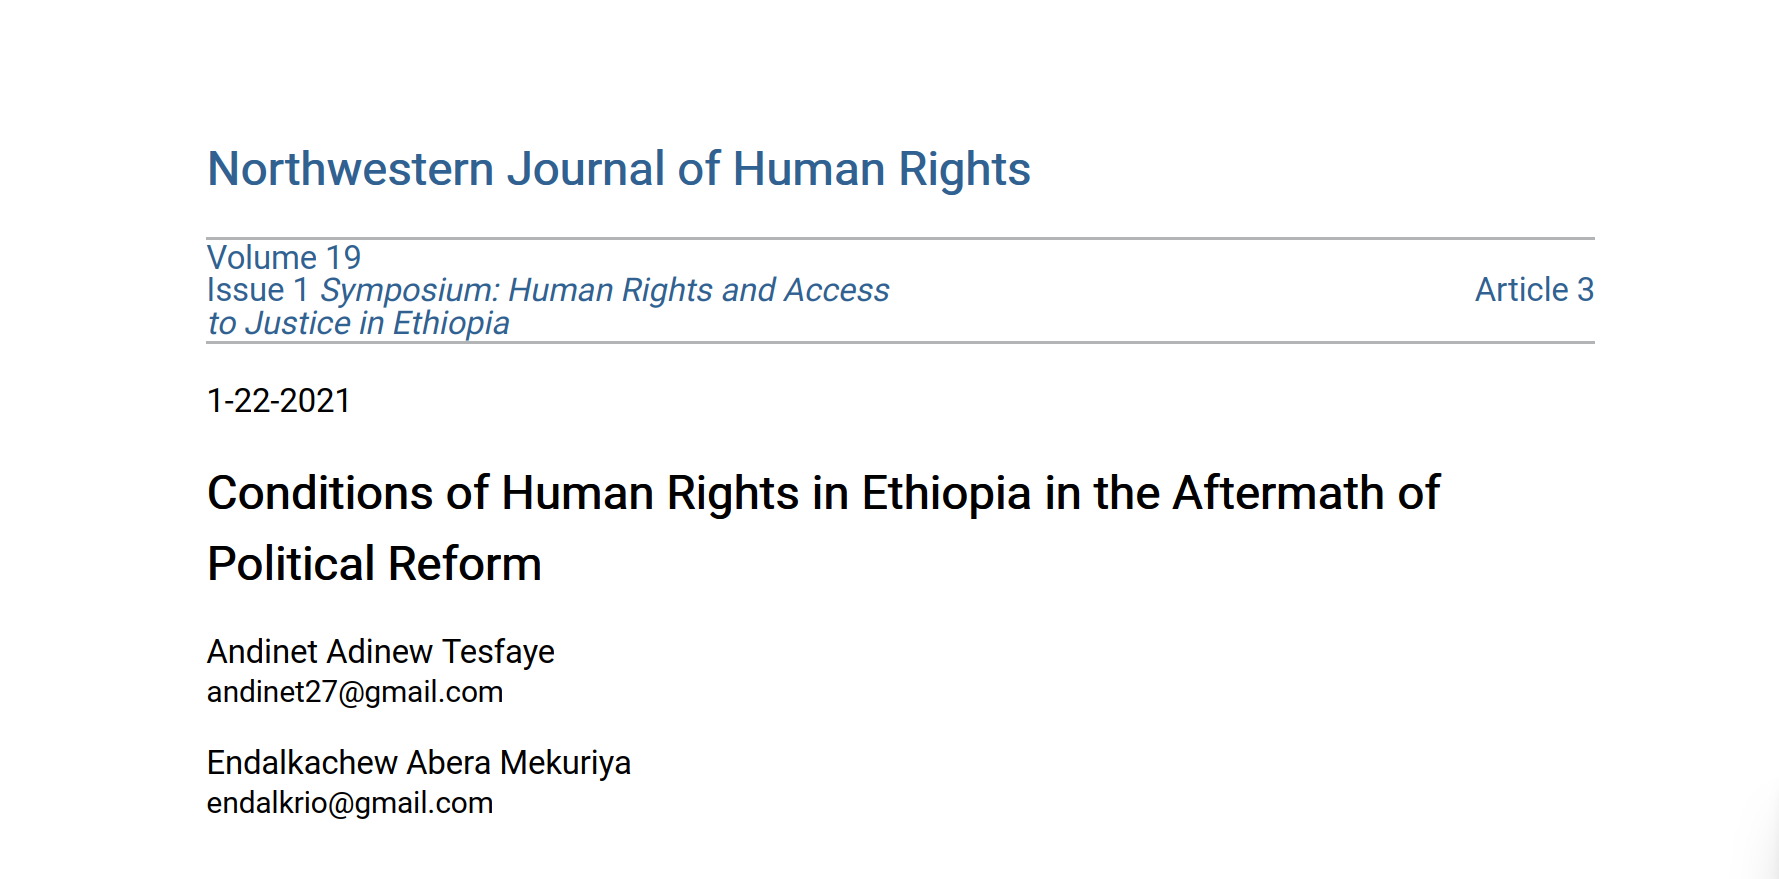 Northwestern Journal of Human Rights
Volume 19
Issue 1 Symposium: Human Rights and Access
to Justice in Ethiopia
Article 3
1-22-2021
Conditions of Human Rights in Ethiopia in the Aftermath of
Political Reform
Andinet Adinew Tesfaye
andinet27@gmail.com
Endalkachew Abera Mekuriya
endalkrio@gmail.com